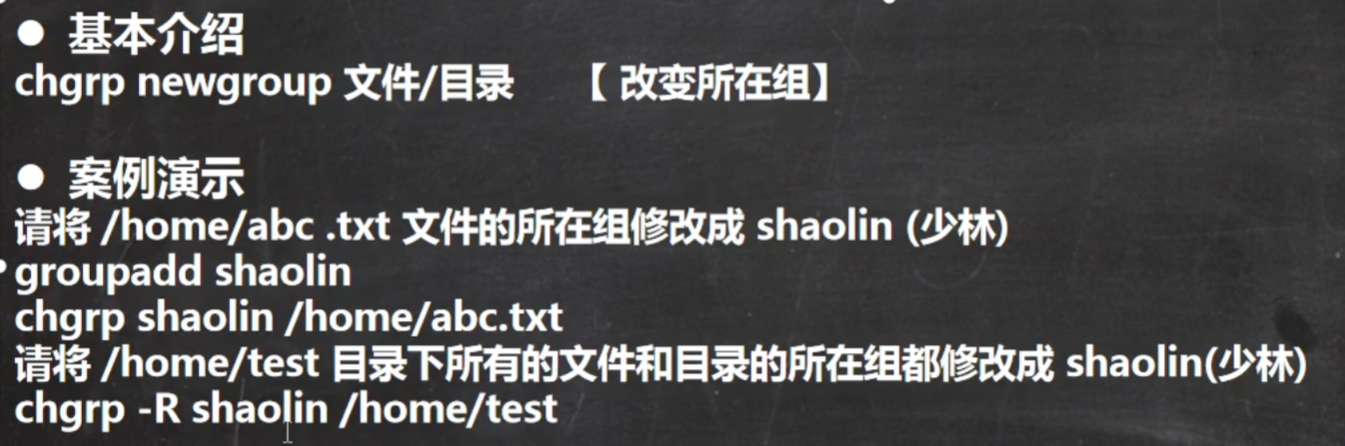 ● 基本介绍
chgrp newgroup 文件/目录 【 改变所在组】
● 案例演示
请将 /home/abc .txt 文件的所在组修改成 shaolin (少林)
groupadd shaolin
chgrp shaolin /home/abc.txt
请将 /home/test 目录下所有的文件和目录的所在组都修改成 shaolin(少林)
chgrp -R shaolin /home/test